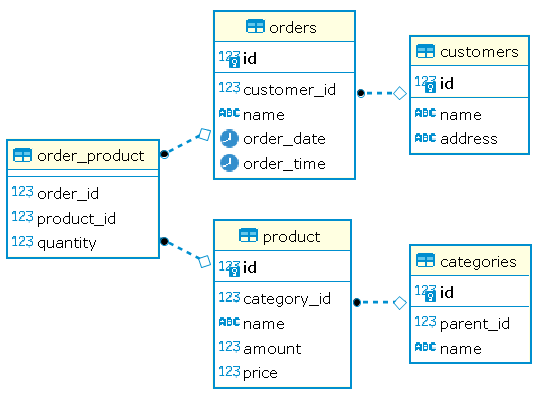 orders
123 id
123 customer_id
ABC name
order_date
order_time
customers
123 id
ABC name
ABC address
order_product
123 order_id
123 product_id
123 quantity
product
123 id
123 category_id
ABC name
123 amount
123 price
categories
123 id
123 parent_id
ABC name